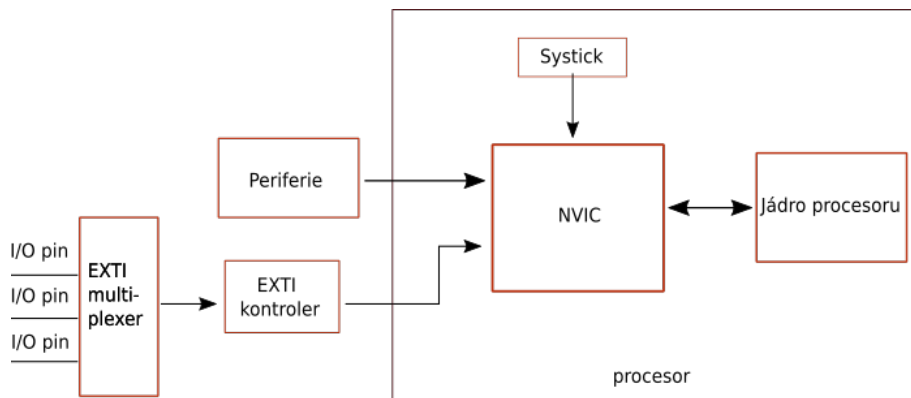 Systick
Periferie
NVIC
Jádro procesoru
I/O pin
I/O pin
I/O pin
EXTI
multi-
plexer
EXTI
kontroler
procesor